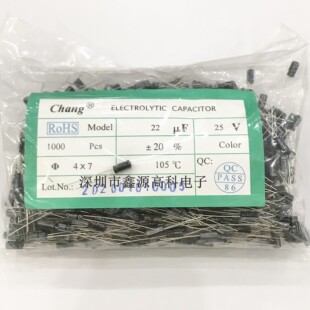 Chang® ELECTROLYTIC CAPACITOR
RoHS Model 22 μF 25 V
1000 Pcs ±20 % Color
Φ 4×7 105℃ QC:
Lot.No.:
QC PASS 86
深圳市鑫源高科电子